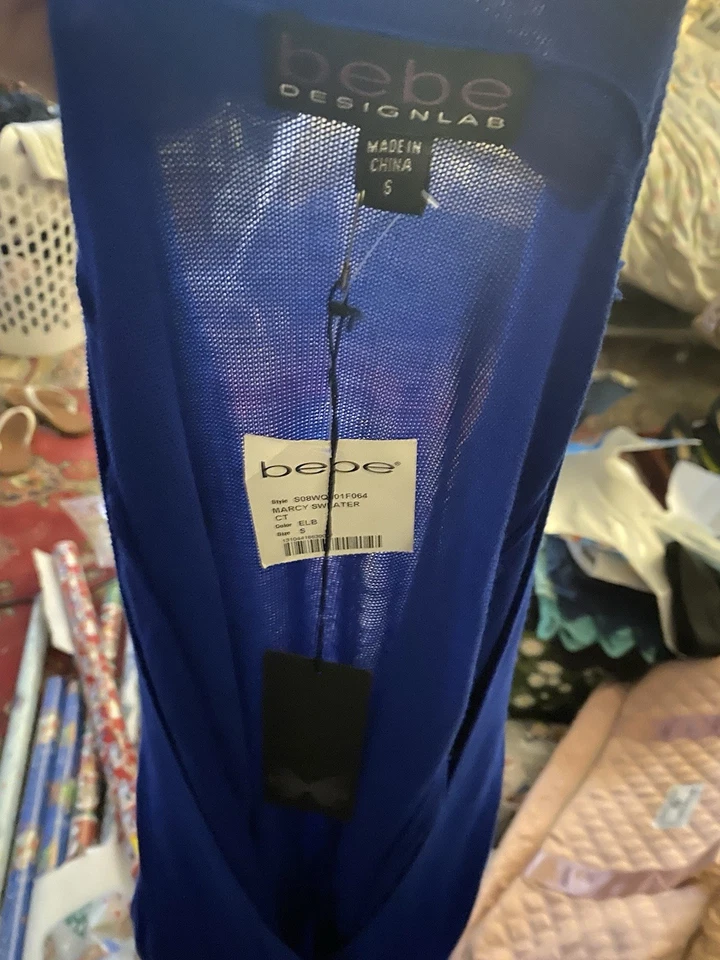 bebe
DESIGNLAB
MADE IN
CHINA
S
bebe®
Style
MARCY SWEATER
CT
Color ELB
Size S